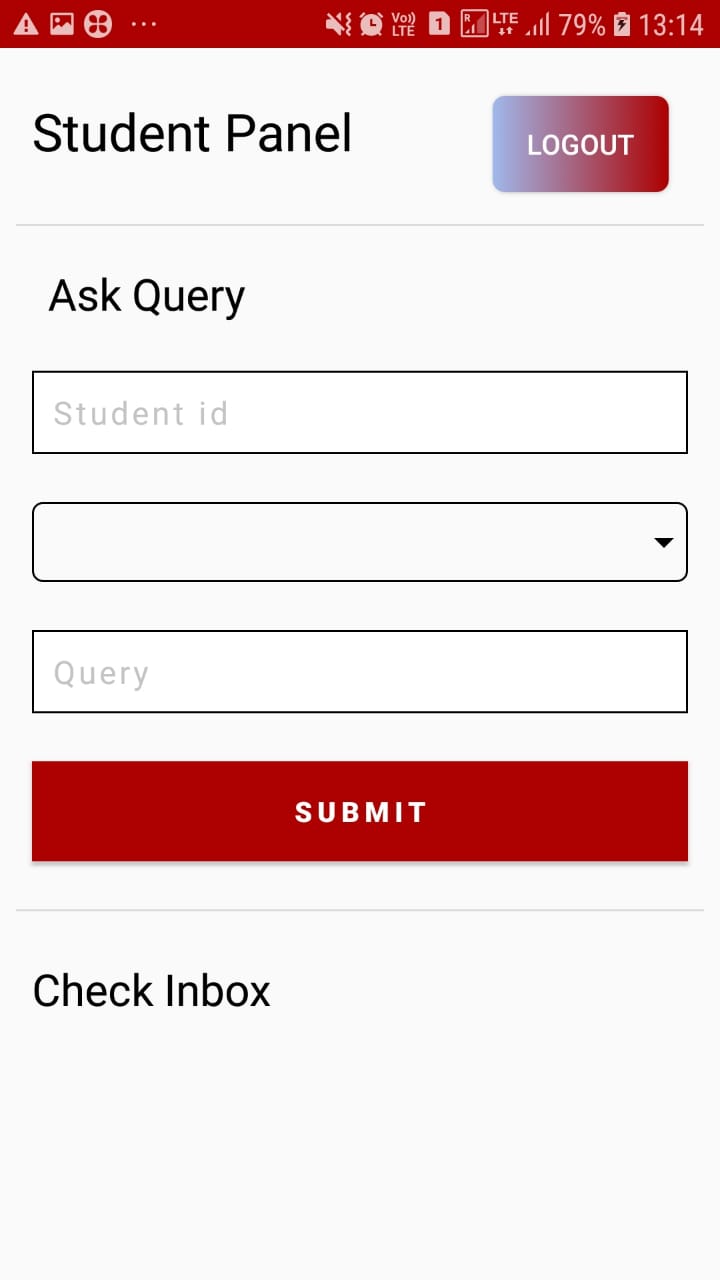 Vo)) LTE 1 R LTE 79% 13:14
Student Panel
LOGOUT
Ask Query
Student id
Query
SUBMIT
Check Inbox